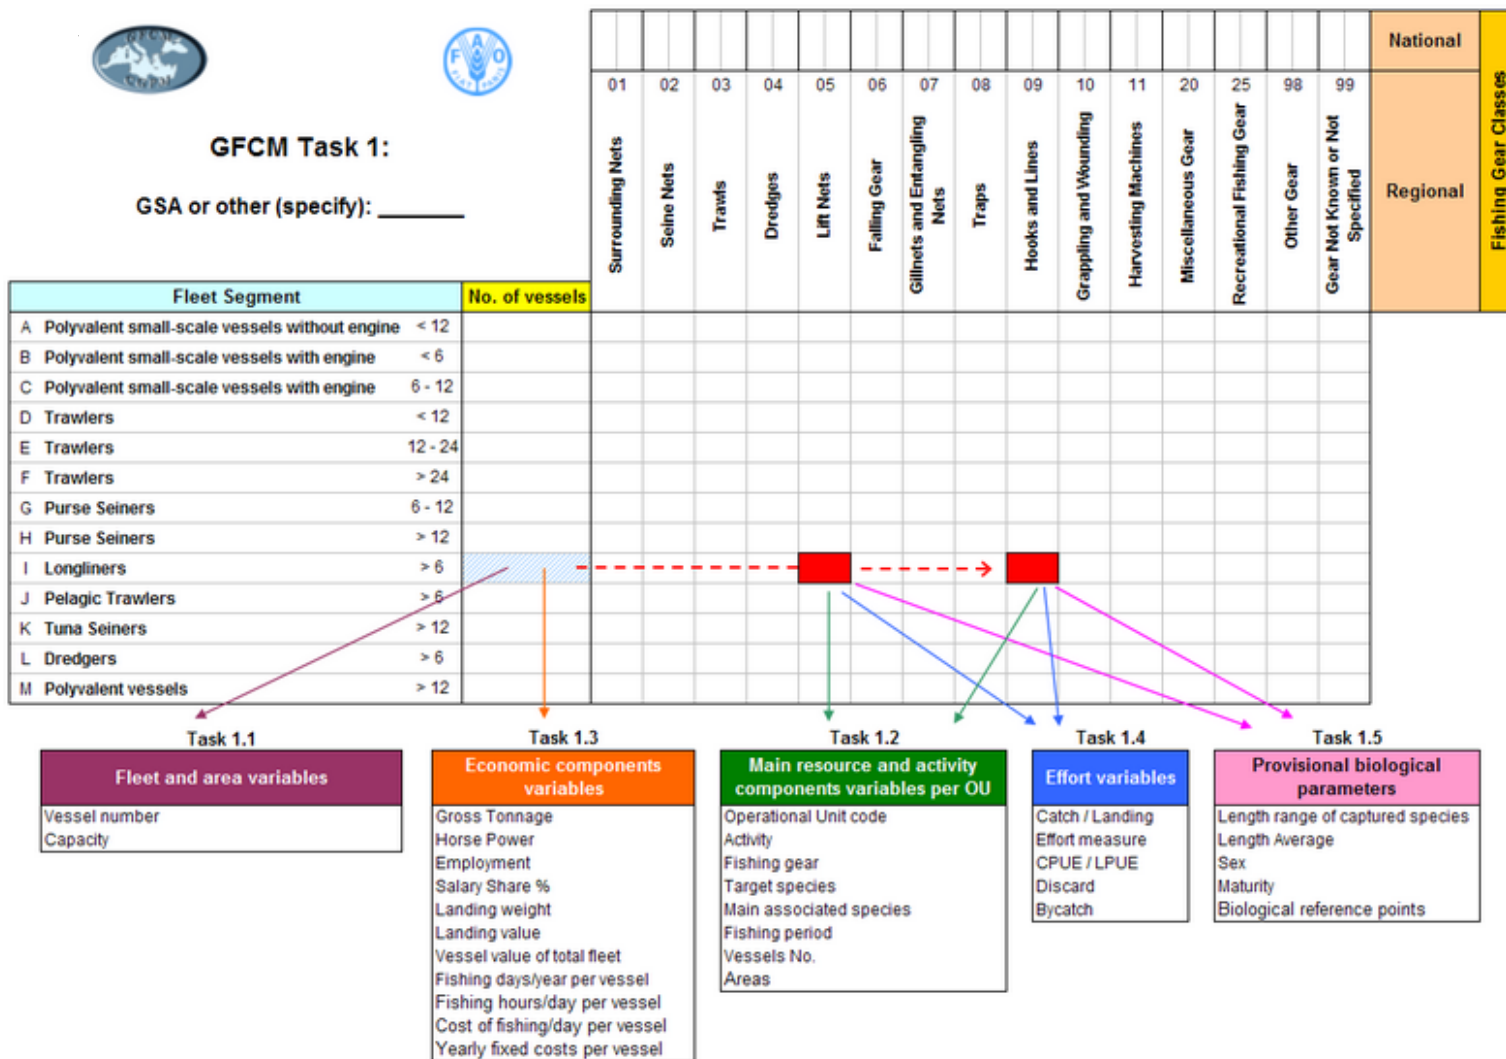 GFCM
F A O
FIAT PANIS
GFCM Task 1:
GSA or other (specify): ______
National
Regional
Fishing Gear Classes
01
02
03
04
05
06
07
08
09
10
11
20
25
98
99
Surrounding Nets
Seine Nets
Trawls
Dredges
Lift Nets
Falling Gear
Gillnets and Entangling
Nets
Traps
Hooks and Lines
Grappling and Wounding
Harvesting Machines
Miscellaneous Gear
Recreational Fishing Gear
Other Gear
Gear Not Known or Not
Specified
Fleet Segment
No. of vessels
A Polyvalent small-scale vessels without engine < 12
B Polyvalent small-scale vessels with engine < 6
C Polyvalent small-scale vessels with engine 6 - 12
D Trawlers < 12
E Trawlers 12 - 24
F Trawlers > 24
G Purse Seiners 6 - 12
H Purse Seiners > 12
I Longliners > 6
J Pelagic Trawlers > 6
K Tuna Seiners > 12
L Dredgers > 6
M Polyvalent vessels > 12
Task 1.1
Fleet and area variables
Vessel number
Capacity
Task 1.3
Economic components
variables
Gross Tonnage
Horse Power
Employment
Salary Share %
Landing weight
Landing value
Vessel value of total fleet
Fishing days/year per vessel
Fishing hours/day per vessel
Cost of fishing/day per vessel
Yearly fixed costs per vessel
Task 1.2
Main resource and activity
components variables per OU
Operational Unit code
Activity
Fishing gear
Target species
Main associated species
Fishing period
Vessels No.
Areas
Task 1.4
Effort variables
Catch / Landing
Effort measure
CPUE / LPUE
Discard
Bycatch
Task 1.5
Provisional biological
parameters
Length range of captured species
Length Average
Sex
Maturity
Biological reference points